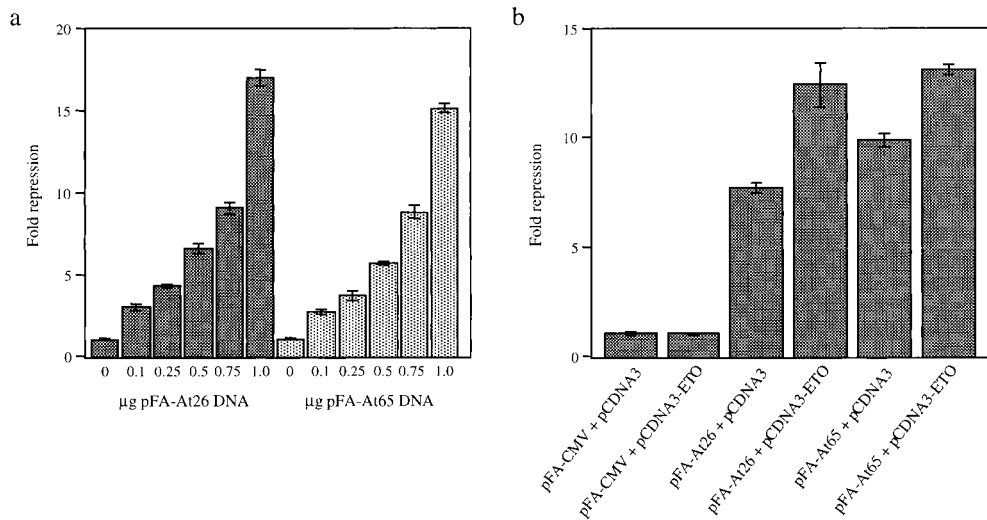 a
20
15
10
5
0
Fold repression
0 0.1 0.25 0.5 0.75 1.0 0 0.1 0.25 0.5 0.75 1.0
µg pFA-At26 DNA µg pFA-At65 DNA
b
15
10
5
0
Fold repression
pFA-CMV + pCDNA3
pFA-CMV + pCDNA3-ETO
pFA-At26 + pCDNA3
pFA-At26 + pCDNA3-ETO
pFA-At65 + pCDNA3
pFA-At65 + pCDNA3-ETO